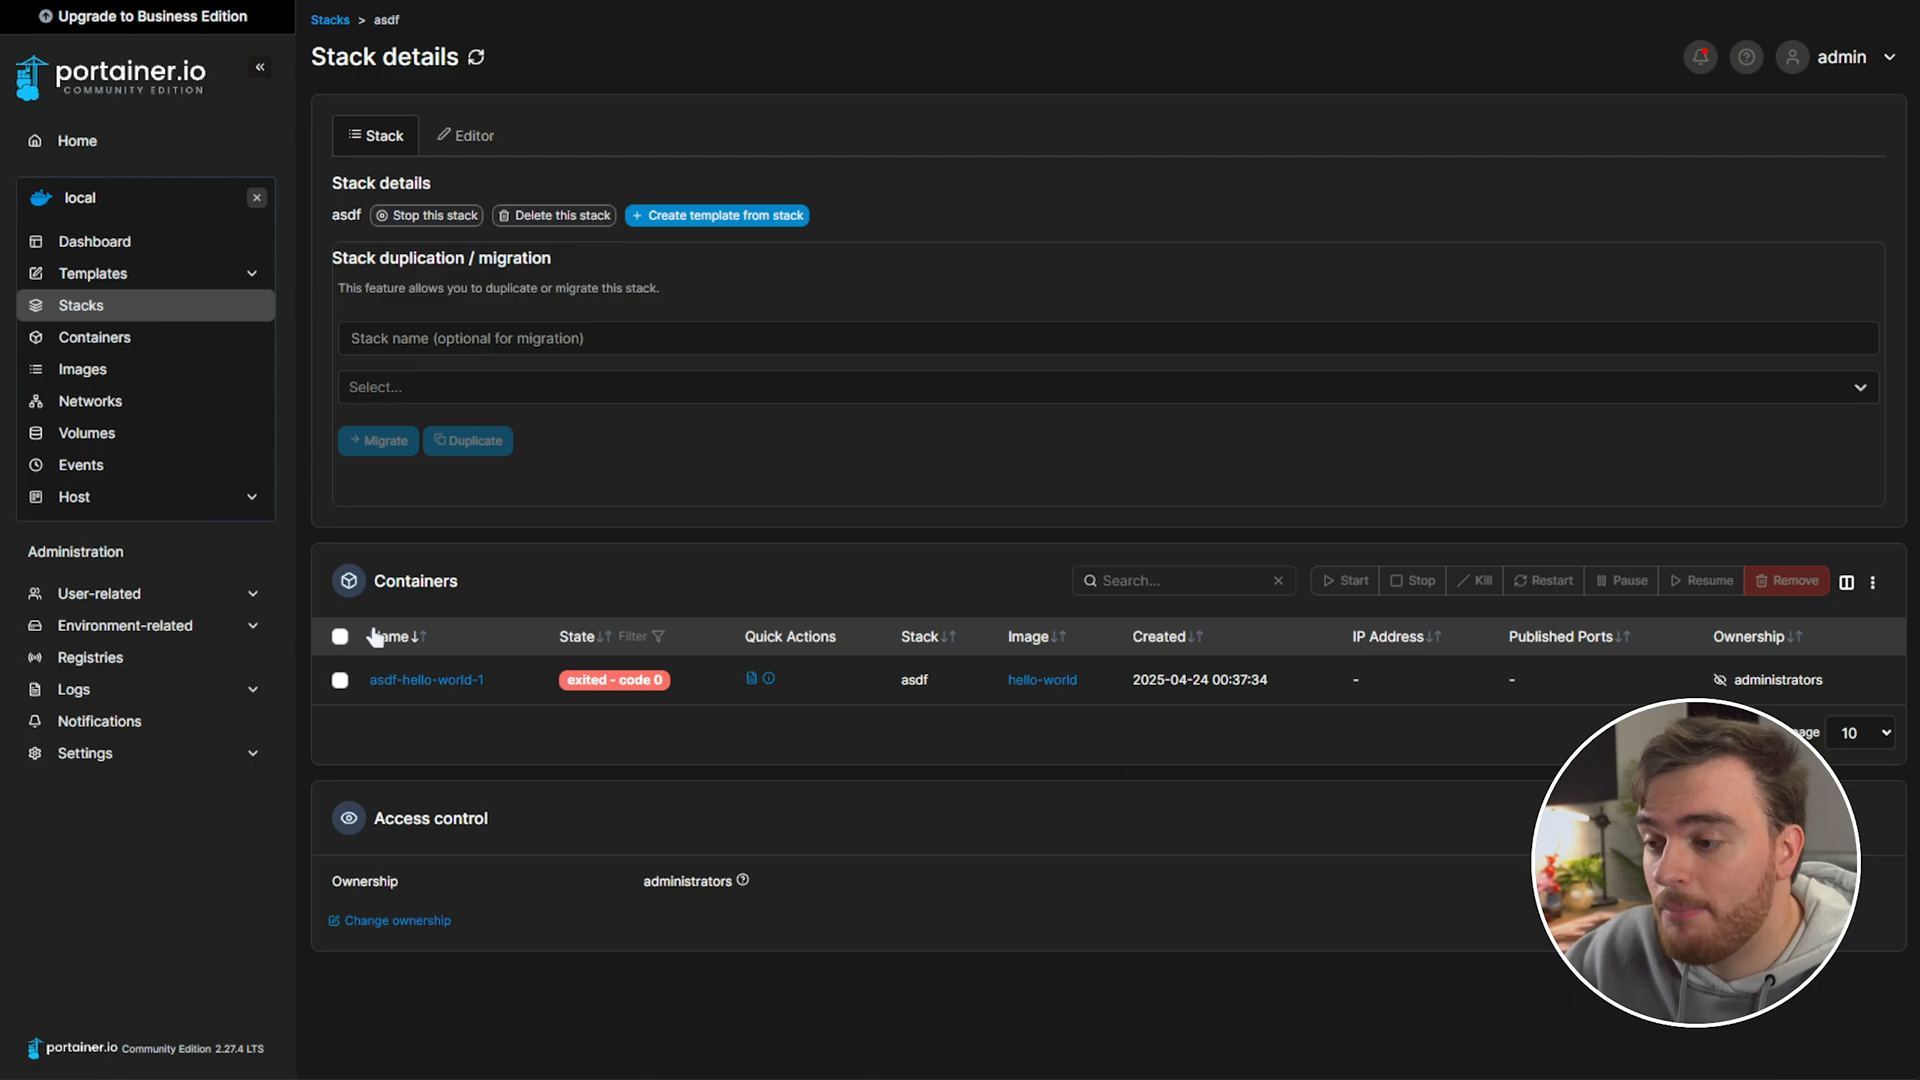 Upgrade to Business Edition
portainer.io
COMMUNITY EDITION
Home
local
Dashboard
Templates
Stacks
Containers
Images
Networks
Volumes
Events
Host
Administration
User-related
Environment-related
Registries
Logs
Notifications
Settings
portainer.io Community Edition 2.27.4 LTS
Stacks > asdf
Stack details
admin
Stack Editor
Stack details
asdf Stop this stack Delete this stack + Create template from stack
Stack duplication / migration
This feature allows you to duplicate or migrate this stack.
Stack name (optional for migration)
Select...
Migrate Duplicate
Containers Search... Start Stop Kill Restart Pause Resume Remove
State Filter Quick Actions Stack Image Created IP Address Published Ports Ownership
asdf-hello-world-1 exited - code 0 asdf hello-world 2025-04-24 00:37:34 - - administrators
10
Access control
Ownership administrators
Change ownership